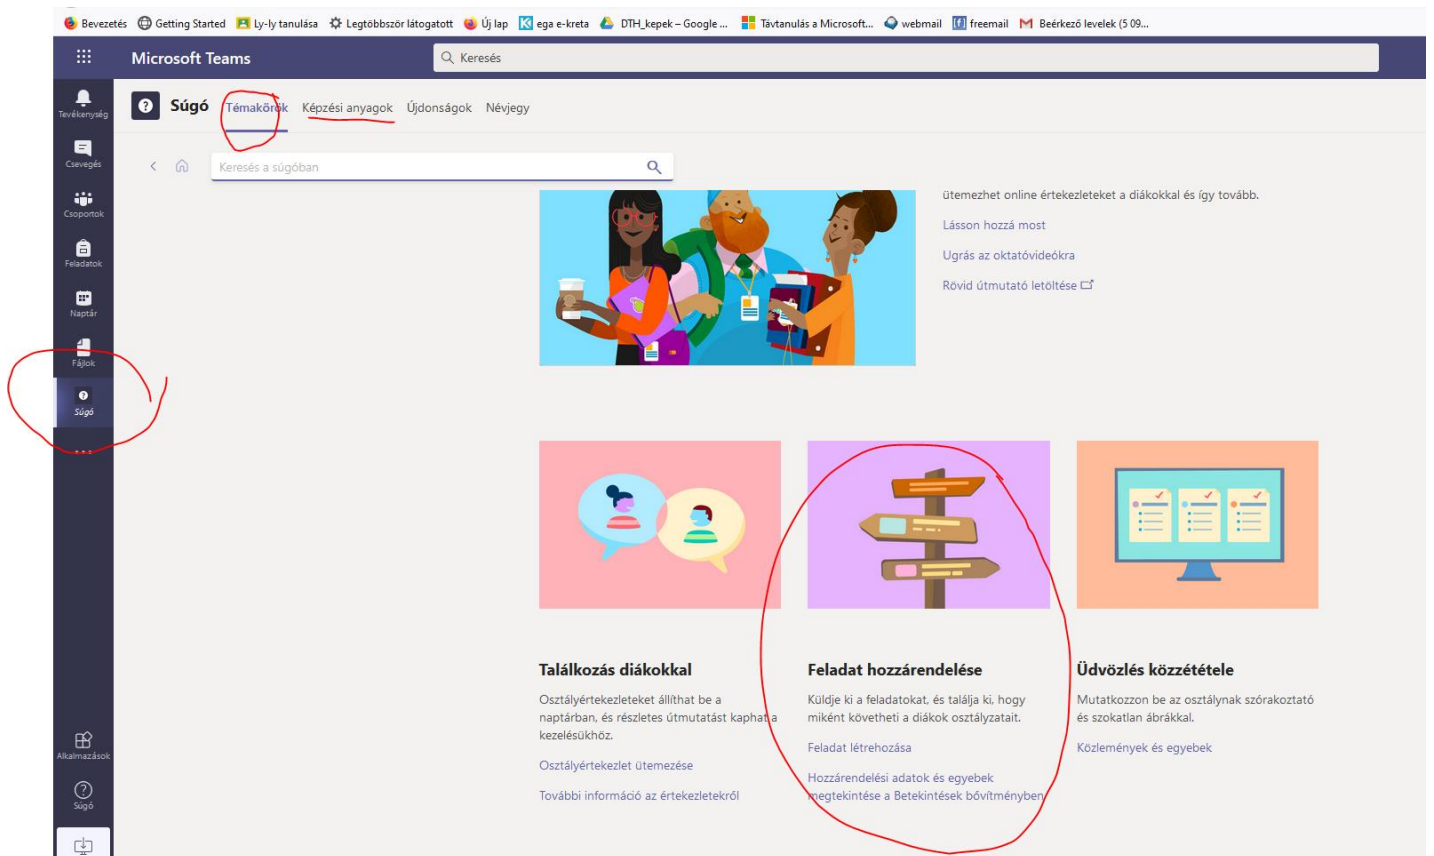 Bevezetés Getting Started Ly-ly tanulása Legtöbbször látogatott Új lap ega e-kreta DTH_kepek – Google ... Távtanulás a Microsoft... webmail freemail Beérkező levelek (5 09...
Microsoft Teams
Keresés
Tevékenység
Csevegés
Csoportok
Feladatok
Naptár
Fájlok
Súgó
Alkalmazások
Súgó
Súgó Témakörök Képzési anyagok Újdonságok Névjegy
Keresés a súgóban
ütemezhet online értekezleteket a diákokkal és így tovább.
Lásson hozzá most
Ugrás az oktatóvideókra
Rövid útmutató letöltése
Találkozás diákokkal
Osztályértekezleteket állíthat be a
naptárban, és részletes útmutatást kaphat a
kezelésükhöz.
Osztályértekezlet ütemezése
További információ az értekezletekről
Feladat hozzárendelése
Küldje ki a feladatokat, és találja ki, hogy
miként követheti a diákok osztályzatait.
Feladat létrehozása
Hozzárendelési adatok és egyebek
megtekintése a Betekintések bővítményben
Üdvözlés közzététele
Mutatkozzon be az osztálynak szórakoztató
és szokatlan ábrákkal.
Közlemények és egyebek